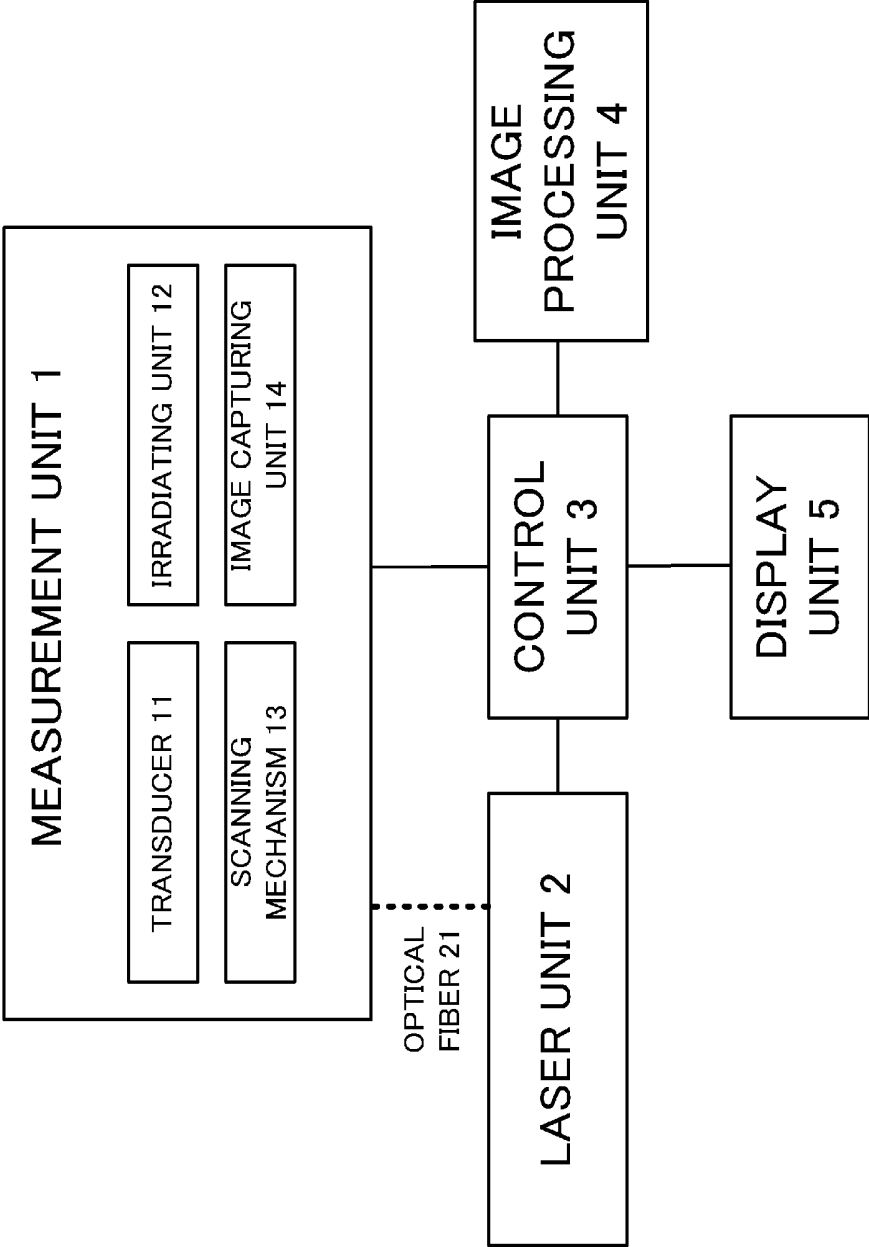 MEASUREMENT UNIT 1
TRANSDUCER 11
IRRADIATING UNIT 12
SCANNING
MECHANISM 13
IMAGE CAPTURING
UNIT 14
OPTICAL
FIBER 21
LASER UNIT 2
CONTROL
UNIT 3
IMAGE
PROCESSING
UNIT 4
DISPLAY
UNIT 5